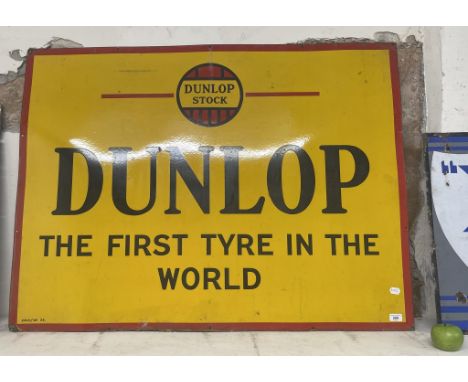 DUNLOP
STOCK
DUNLOP
THE FIRST TYRE IN THE
WORLD